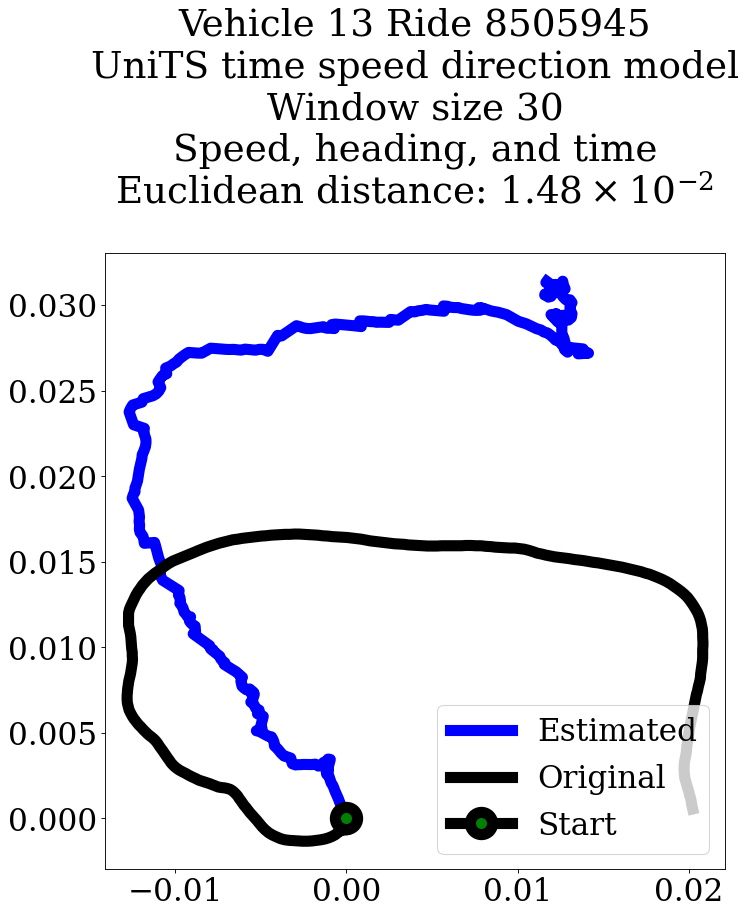 Vehicle 13 Ride 8505945
UniTS time speed direction model
Window size 30
Speed, heading, and time
Euclidean distance: 1.48 × 10⁻²
0.030
0.025
0.020
0.015
0.010
0.005
0.000
Estimated
Original
Start
−0.01 0.00 0.01 0.02